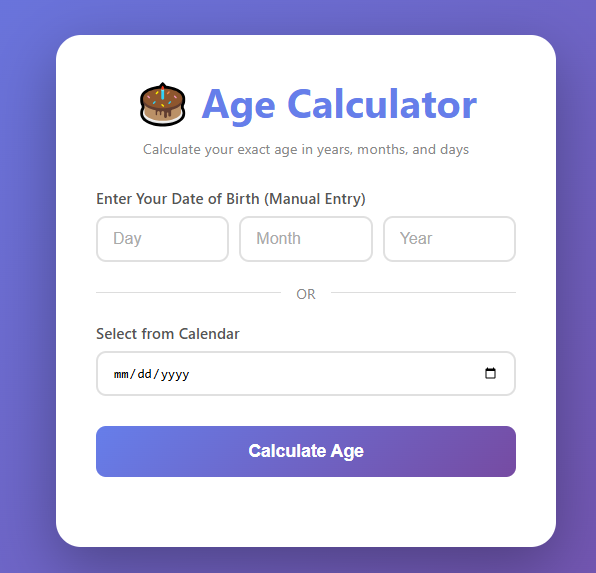 Age Calculator
Calculate your exact age in years, months, and days
Enter Your Date of Birth (Manual Entry)
Day Month Year
OR
Select from Calendar
mm/dd/yyyy
Calculate Age